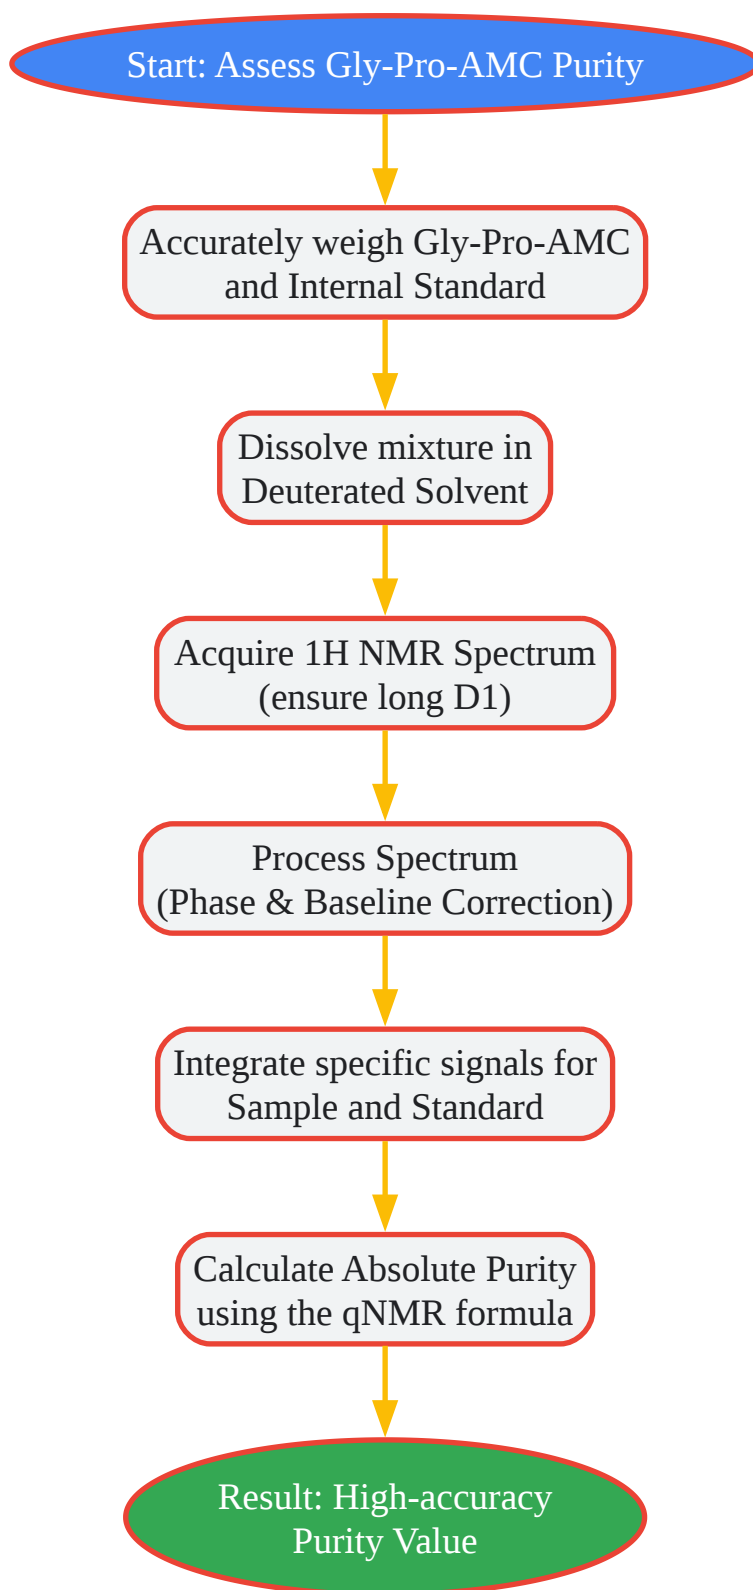 Start: Assess Gly-Pro-AMC Purity
Accurately weigh Gly-Pro-AMC
and Internal Standard
Dissolve mixture in
Deuterated Solvent
Acquire 1H NMR Spectrum
(ensure long D1)
Process Spectrum
(Phase & Baseline Correction)
Integrate specific signals for
Sample and Standard
Calculate Absolute Purity
using the qNMR formula
Result: High-accuracy
Purity Value